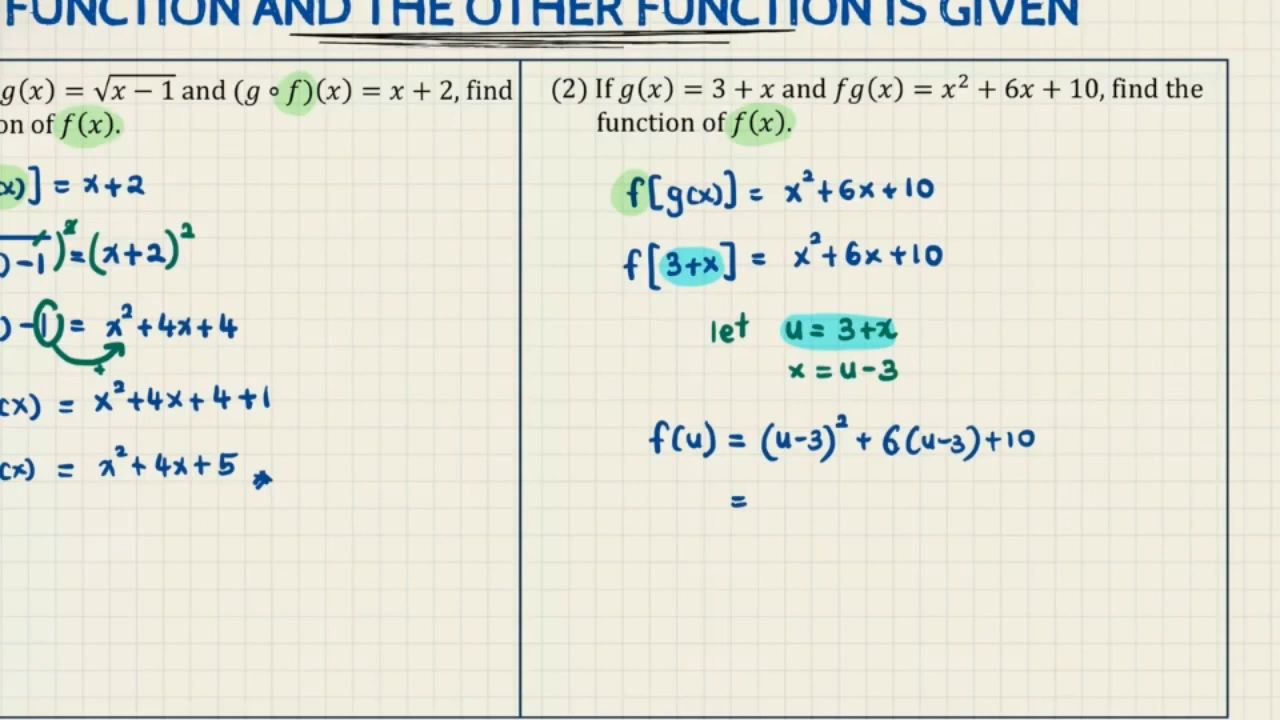 FUNCTION AND THE OTHER FUNCTION IS GIVEN
g(x) = √(x − 1) and (g ∘ f)(x) = x + 2, find
on of f(x).
x)] = x+2
) -1 )² = (x+2)²
) -1 = x²+4x+4
+
(x) = x²+4x+4+1
(x) = x²+4x+5
(2) If g(x) = 3 + x and fg(x) = x² + 6x + 10, find the
function of f(x).
f[g(x)] = x²+6x+10
f[3+x] = x²+6x+10
let u = 3+x
x = u-3
f(u) = (u-3)² + 6(u-3)+10
=